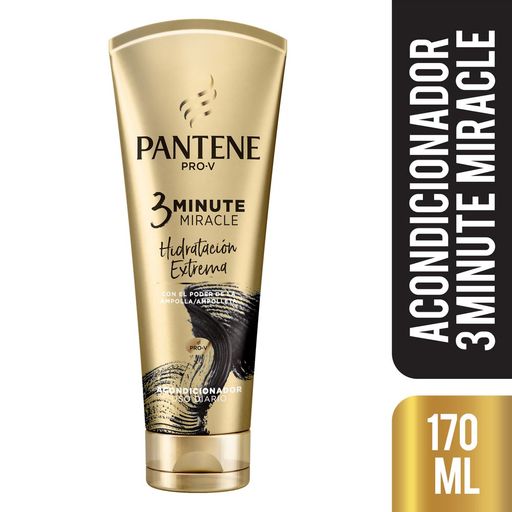 PANTENE
PRO-V
3 MINUTE
MIRACLE
Hidratación
Extrema
CON EL PODER DE LA
AMPOLLA/AMPOLLETA
PRO-V
ACONDICIONADOR
USO DIARIO
ACONDICIONADOR
3 MINUTE MIRACLE
170
ML